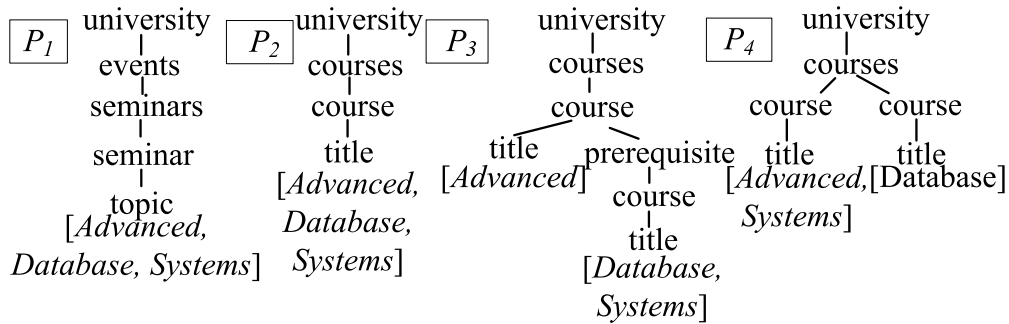 P1
university
events
seminars
seminar
topic
[Advanced,
Database, Systems]
P2
university
courses
course
title
[Advanced,
Database,
Systems]
P3
university
courses
course
title
[Advanced]
prerequisite
course
title
[Database,
Systems]
P4
university
courses
course
title
[Advanced,
Systems]
course
title
[Database]